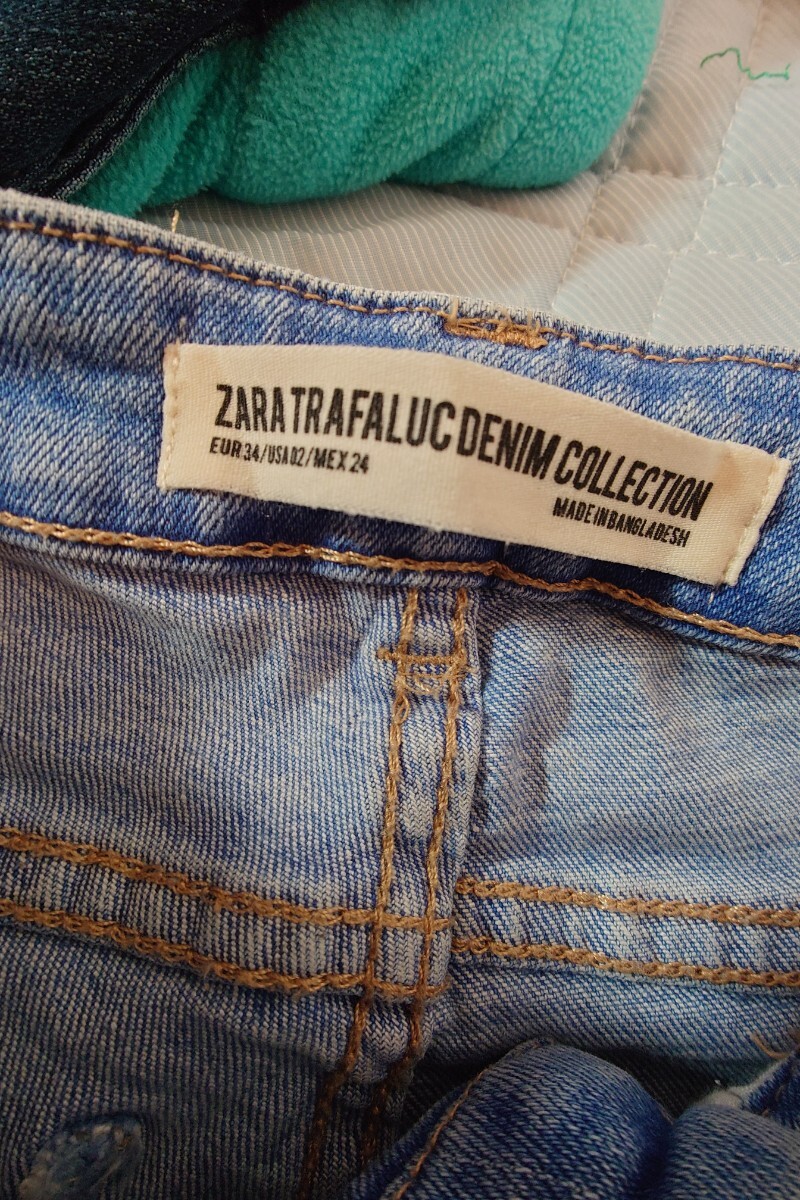 ZARA TRAFALUC DENIM COLLECTION
EUR 34/USA 02/MEX 24
MADE IN BANGLADESH